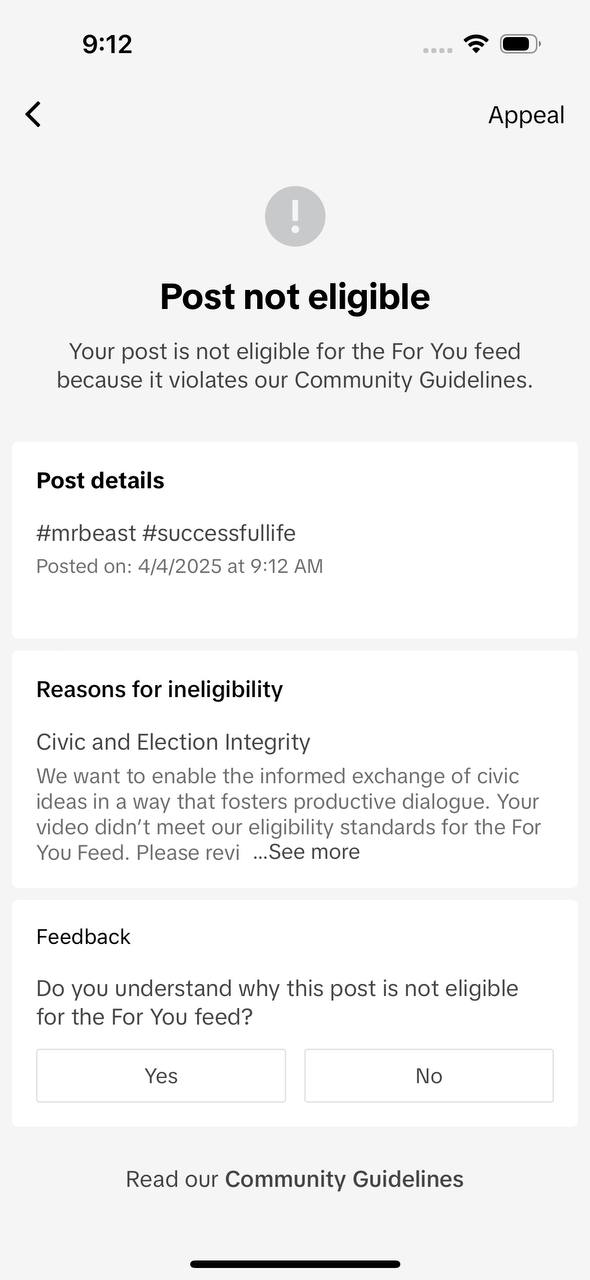 9:12
Appeal
Post not eligible
Your post is not eligible for the For You feed
because it violates our Community Guidelines.
Post details
#mrbeast #successfullife
Posted on: 4/4/2025 at 9:12 AM
Reasons for ineligibility
Civic and Election Integrity
We want to enable the informed exchange of civic
ideas in a way that fosters productive dialogue. Your
video didn’t meet our eligibility standards for the For
You Feed. Please revi ...See more
Feedback
Do you understand why this post is not eligible
for the For You feed?
Yes
No
Read our Community Guidelines